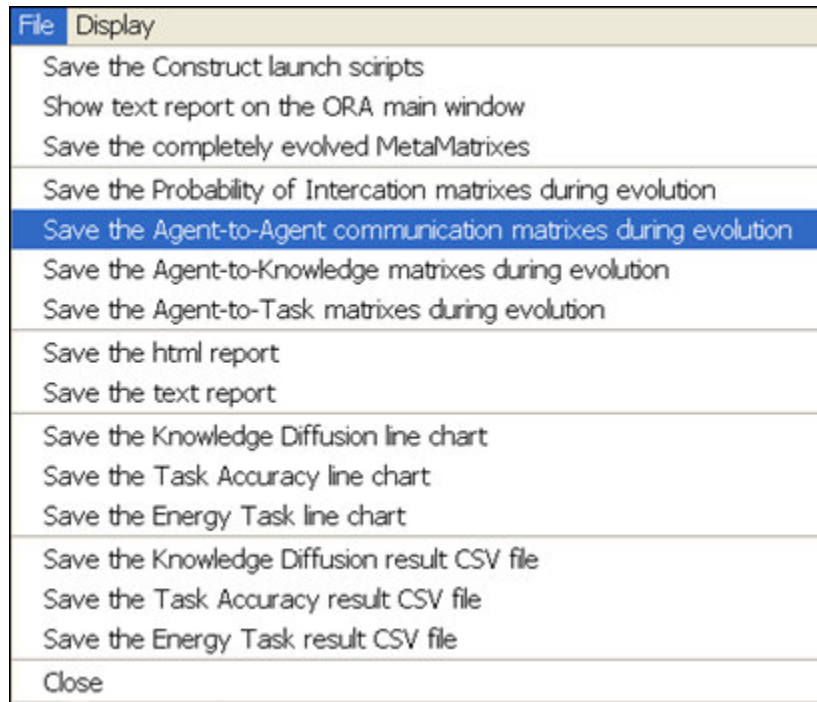 File Display
Save the Construct launch sciripts
Show text report on the ORA main window
Save the completely evolved MetaMatrixes
Save the Probability of Intercation matrixes during evolution
Save the Agent-to-Agent communication matrixes during evolution
Save the Agent-to-Knowledge matrixes during evolution
Save the Agent-to-Task matrixes during evolution
Save the html report
Save the text report
Save the Knowledge Diffusion line chart
Save the Task Accuracy line chart
Save the Energy Task line chart
Save the Knowledge Diffusion result CSV file
Save the Task Accuracy result CSV file
Save the Energy Task result CSV file
Close